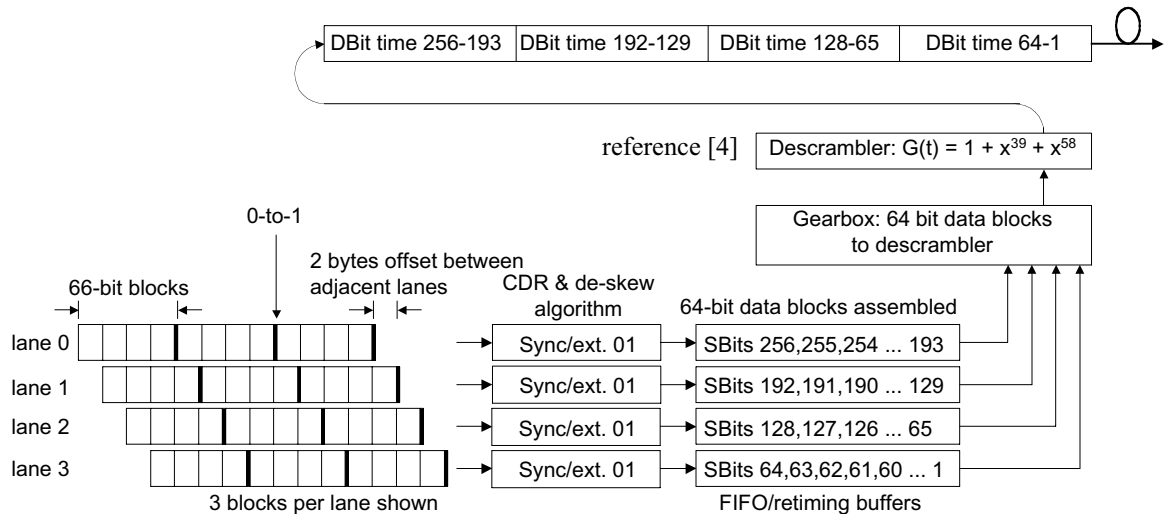 DBit time 256-193 DBit time 192-129 DBit time 128-65 DBit time 64-1
reference [4]
Descrambler: G(t) = 1 + x³⁹ + x⁵⁸
Gearbox: 64 bit data blocks
to descrambler
0-to-1
2 bytes offset between
adjacent lanes
66-bit blocks
CDR & de-skew
algorithm
64-bit data blocks assembled
lane 0 Sync/ext. 01 SBits 256,255,254 ... 193
lane 1 Sync/ext. 01 SBits 192,191,190 ... 129
lane 2 Sync/ext. 01 SBits 128,127,126 ... 65
lane 3 Sync/ext. 01 SBits 64,63,62,61,60 ... 1
3 blocks per lane shown
FIFO/retiming buffers